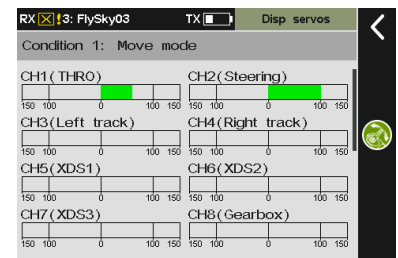 RX !3: FlySky03 TX Disp servos
Condition 1: Move mode
CH1(THRO) CH2(Steering)
150 100 0 100 150 150 100 0 100 150
CH3(Left track) CH4(Right track)
150 100 0 100 150 150 100 0 100 150
CH5(XDS1) CH6(XDS2)
150 100 0 100 150 150 100 0 100 150
CH7(XDS3) CH8(Gearbox)
150 100 0 100 150 150 100 0 100 150